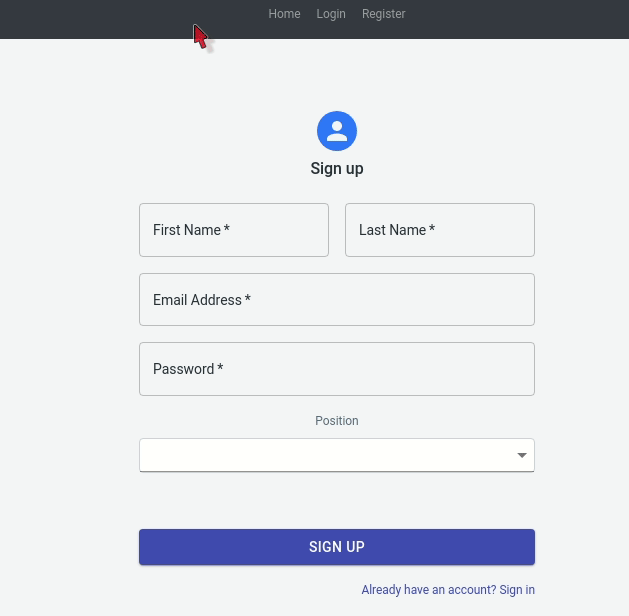 Home Login Register
Sign up
First Name * Last Name *
Email Address *
Password *
Position
SIGN UP
Already have an account? Sign in